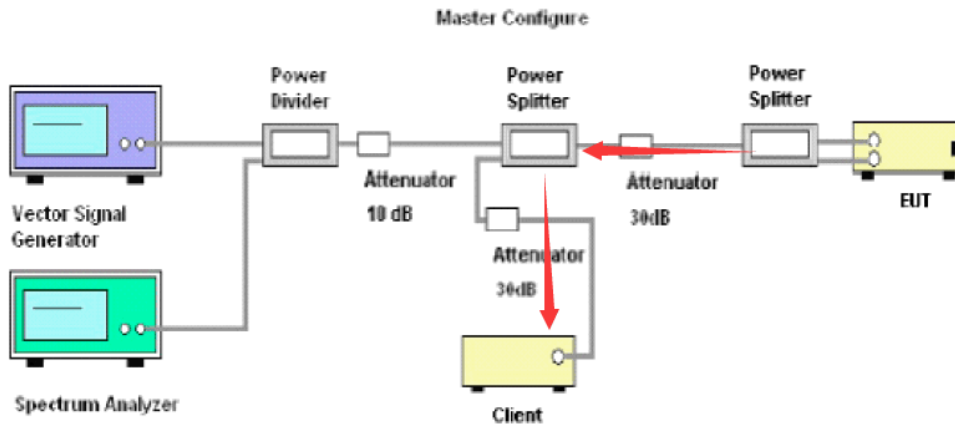 Master Configure
Power
Divider
Power
Splitter
Power
Splitter
Attenuator
10 dB
Attenuator
30dB
EUT
Vector Signal
Generator
Attenuator
30dB
Spectrum Analyzer
Client